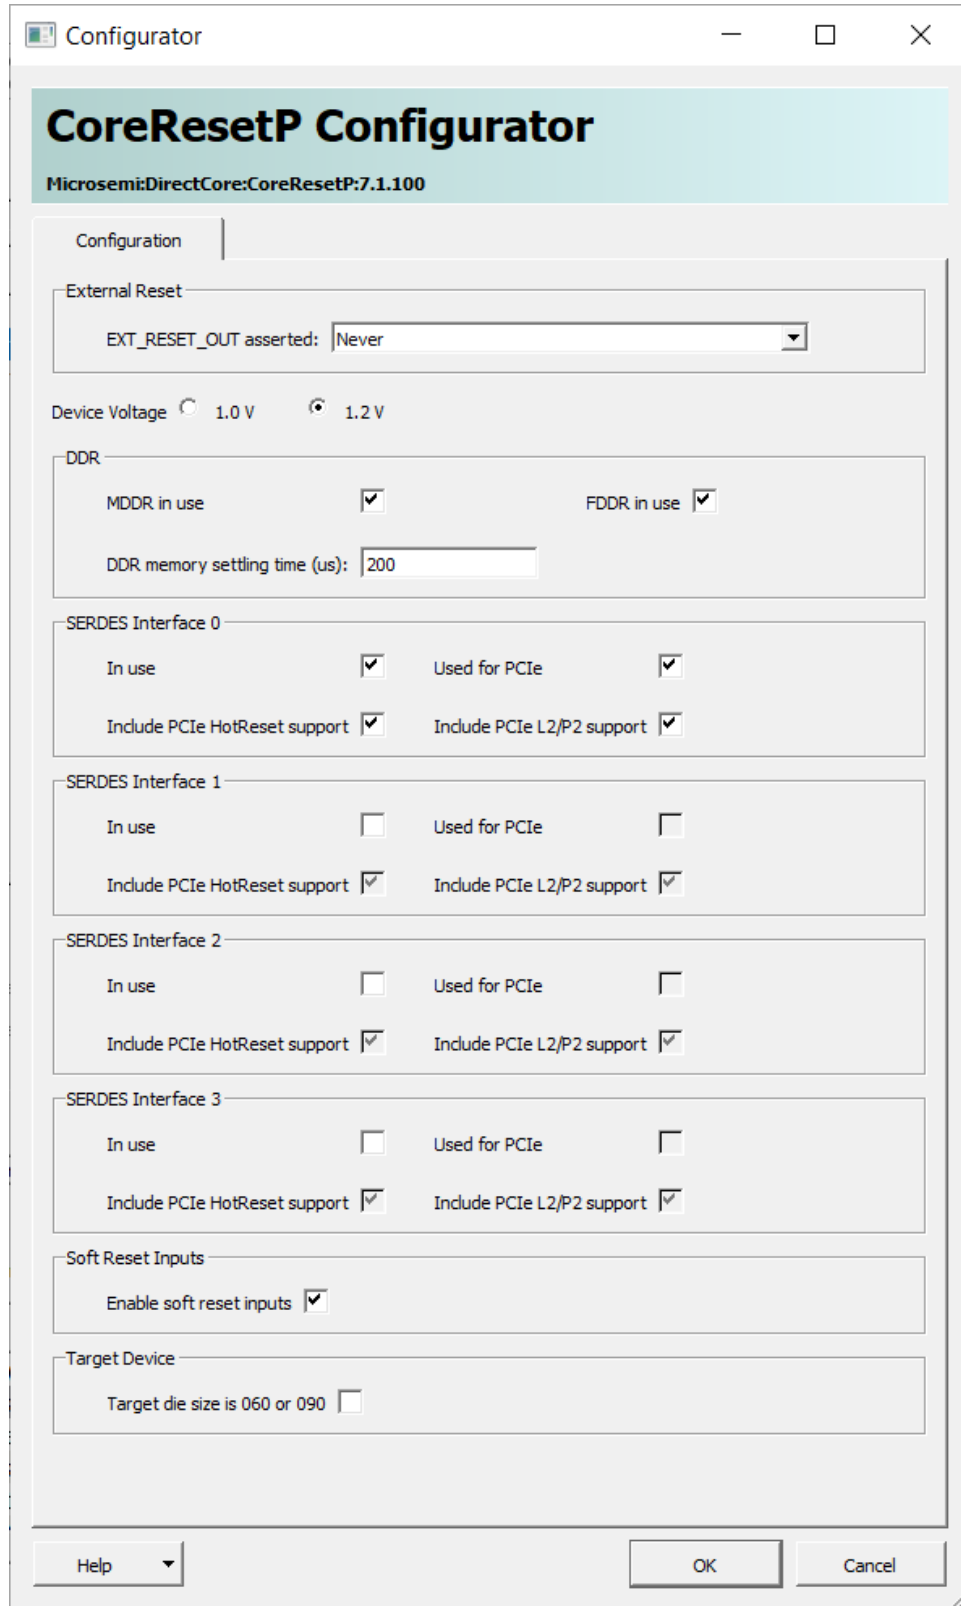 Configurator
CoreResetP Configurator
Microsemi:DirectCore:CoreResetP:7.1.100
Configuration
External Reset
EXT_RESET_OUT asserted: Never
Device Voltage 1.0 V 1.2 V
DDR
MDDR in use FDDR in use
DDR memory settling time (us): 200
SERDES Interface 0
In use Used for PCIe
Include PCIe HotReset support Include PCIe L2/P2 support
SERDES Interface 1
In use Used for PCIe
Include PCIe HotReset support Include PCIe L2/P2 support
SERDES Interface 2
In use Used for PCIe
Include PCIe HotReset support Include PCIe L2/P2 support
SERDES Interface 3
In use Used for PCIe
Include PCIe HotReset support Include PCIe L2/P2 support
Soft Reset Inputs
Enable soft reset inputs
Target Device
Target die size is 060 or 090
Help OK Cancel